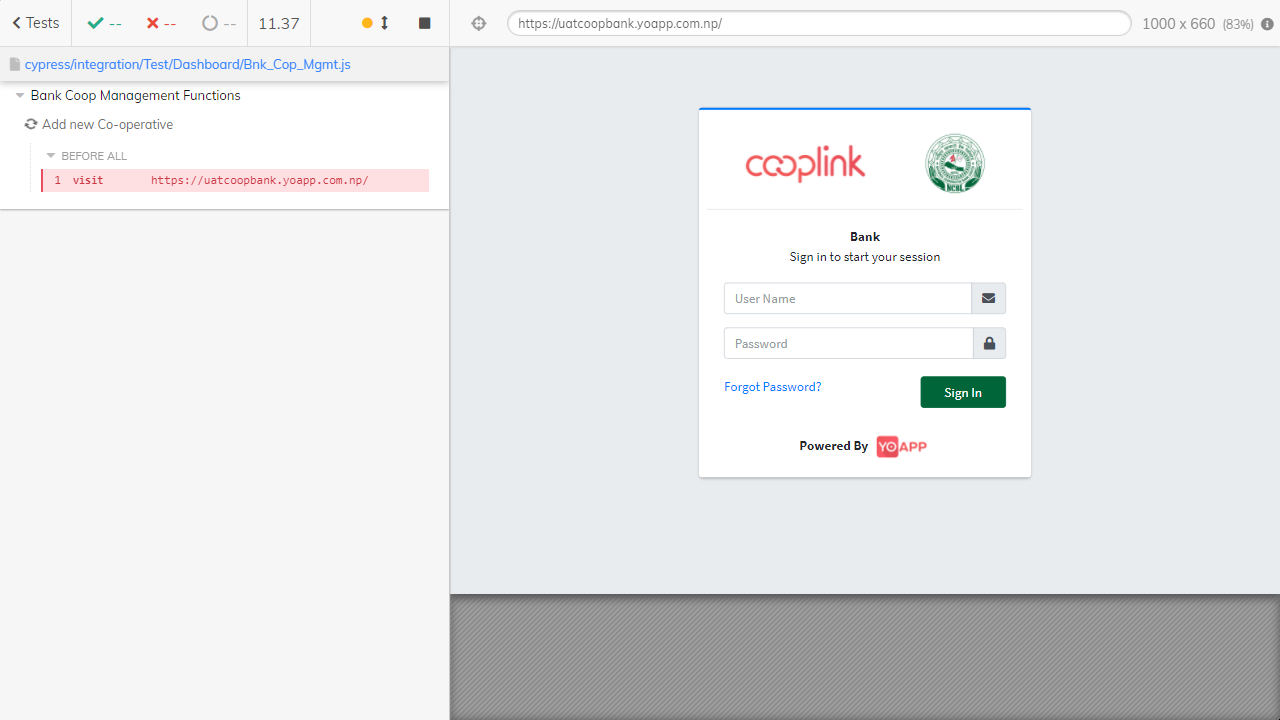 Tests
--
--
--
11.37
https://uatcoopbank.yoapp.com.np/
1000 x 660 (83%)
cypress/integration/Test/Dashboard/Bnk_Cop_Mgmt.js
Bank Coop Management Functions
Add new Co-operative
BEFORE ALL
1 visit https://uatcoopbank.yoapp.com.np/
cooplink
NCBL
Bank
Sign in to start your session
User Name
Password
Forgot Password?
Sign In
Powered By YO APP